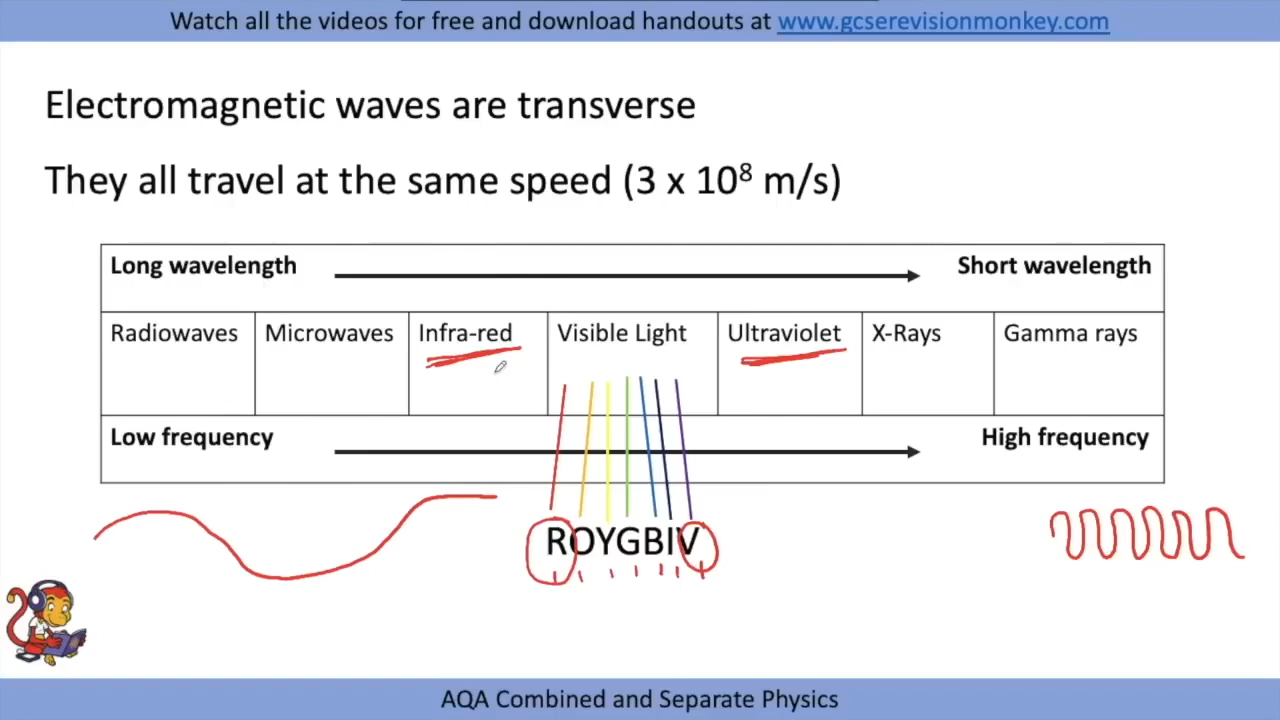 Watch all the videos for free and download handouts at www.gcserevisionmonkey.com
Electromagnetic waves are transverse
They all travel at the same speed (3 x 10⁸ m/s)
Long wavelength Short wavelength
Radiowaves Microwaves Infra-red Visible Light Ultraviolet X-Rays Gamma rays
Low frequency High frequency
ROYGBIV
AQA Combined and Separate Physics